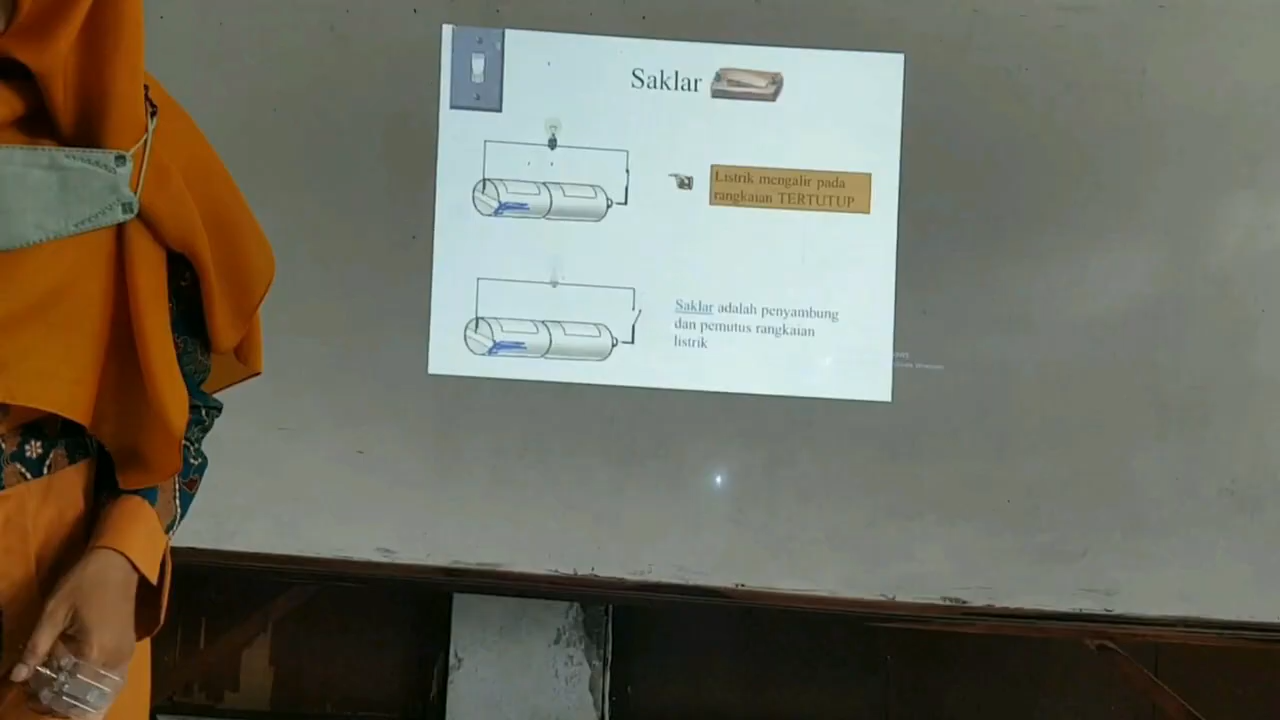 Saklar
Listrik mengalir pada
rangkaian TERTUTUP
Saklar adalah penyambung
dan pemutus rangkaian
listrik